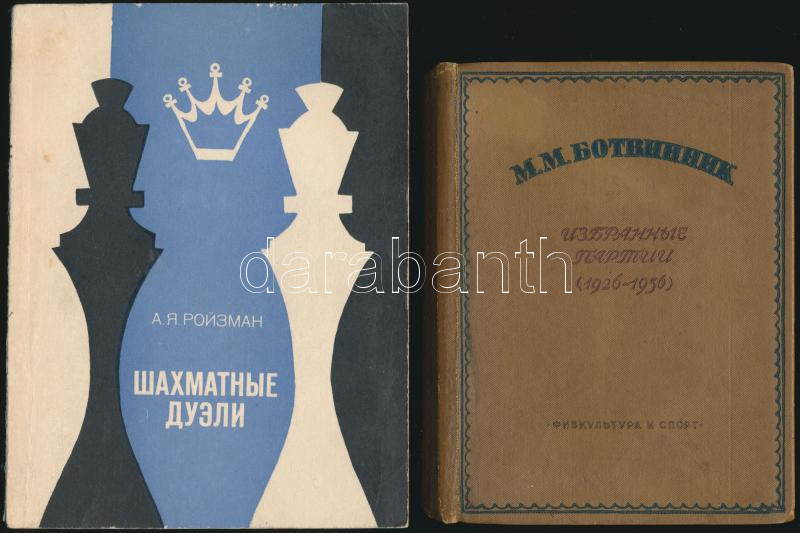 А.Я. РОЙЗМАН
ШАХМАТНЫЕ
ДУЭЛИ
М.М. БОТВИННИК
ИЗБРАННЫЕ
ПАРТИИ
(1926-1936)
·ФИЗКУЛЬТУРА И СПОРТ·
darabanth